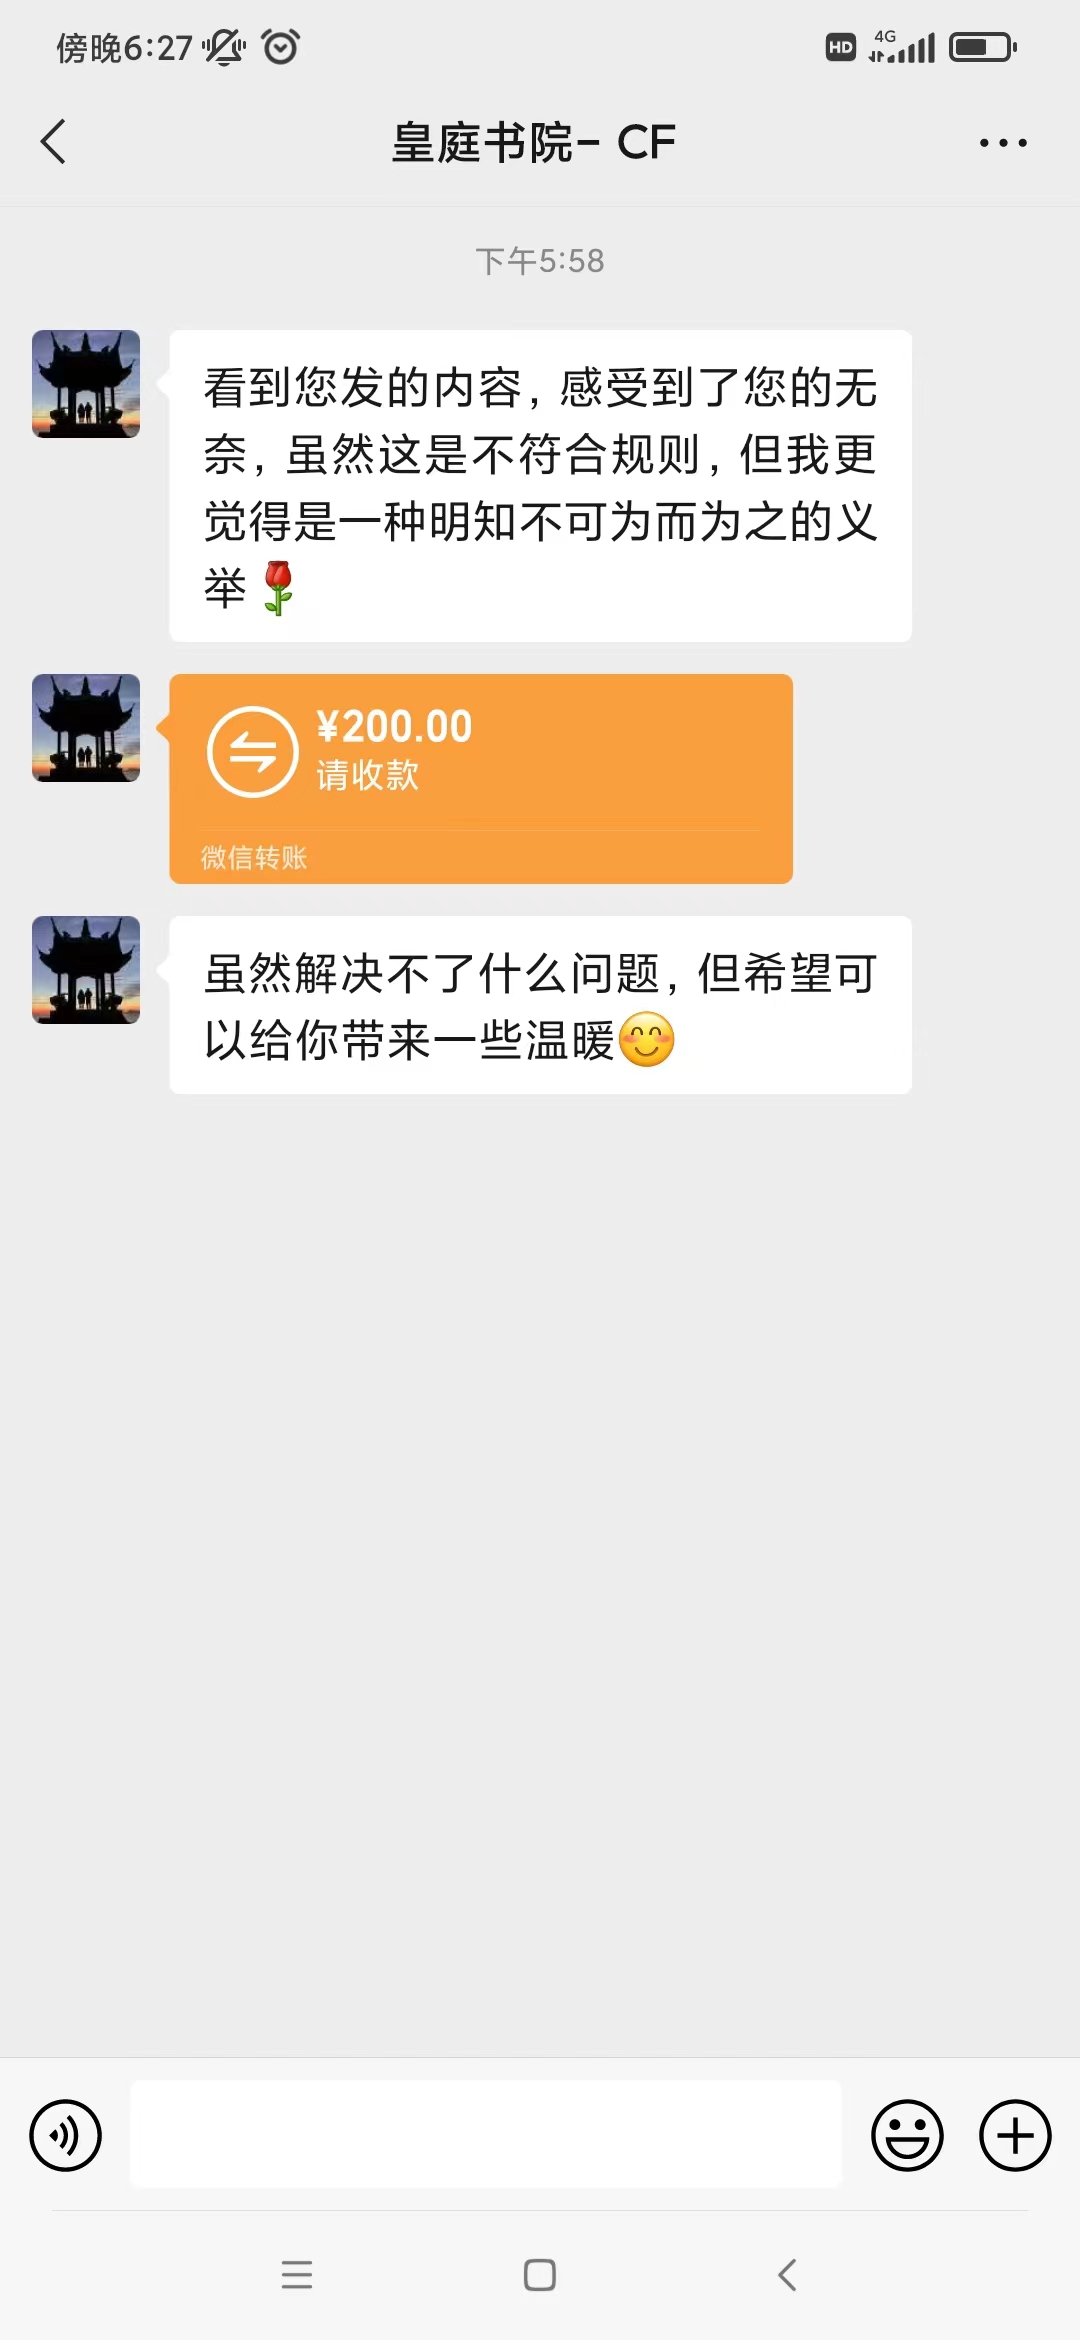 傍晚6:27
HD 4G
皇庭书院- CF
下午5:58
看到您发的内容，感受到了您的无
奈，虽然这是不符合规则，但我更
觉得是一种明知不可为而为之的义
举🌹
¥200.00
请收款
微信转账
虽然解决不了什么问题，但希望可
以给你带来一些温暖😊